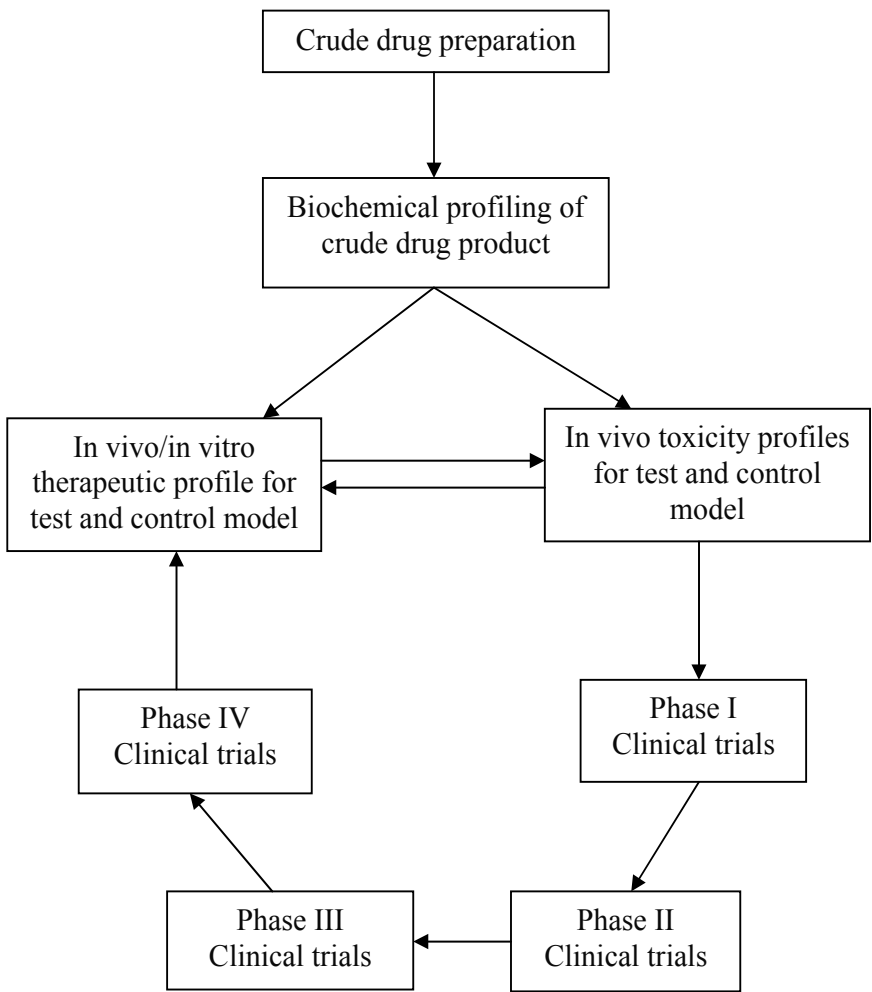 Crude drug preparation
Biochemical profiling of
crude drug product
In vivo/in vitro
therapeutic profile for
test and control model
In vivo toxicity profiles
for test and control
model
Phase IV
Clinical trials
Phase I
Clinical trials
Phase III
Clinical trials
Phase II
Clinical trials